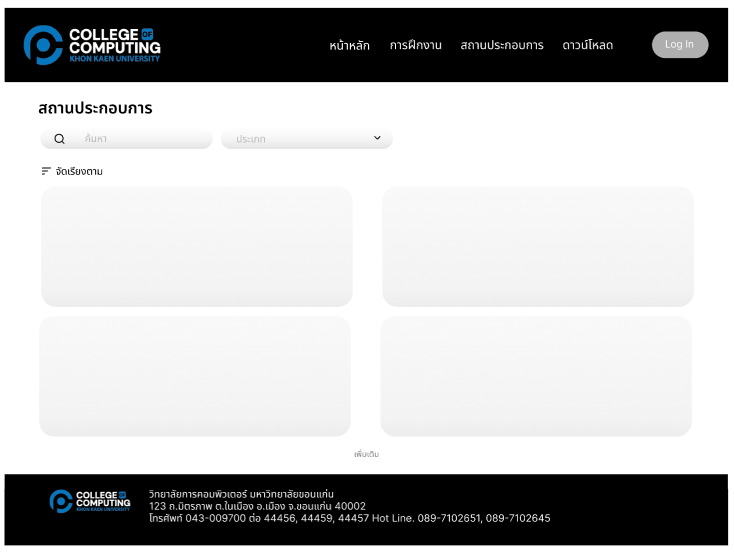 COLLEGE OF
COMPUTING
KHON KAEN UNIVERSITY
หน้าหลัก การฝึกงาน สถานประกอบการ ดาวน์โหลด Log In
สถานประกอบการ
ค้นหา ประเภท
จัดเรียงตาม
เพิ่มเติม
COLLEGE OF
COMPUTING
KHON KAEN UNIVERSITY
วิทยาลัยการคอมพิวเตอร์ มหาวิทยาลัยขอนแก่น
123 ถ.มิตรภาพ ต.ในเมือง อ.เมือง จ.ขอนแก่น 40002
โทรศัพท์ 043-009700 ต่อ 44456, 44459, 44457 Hot Line. 089-7102651, 089-7102645